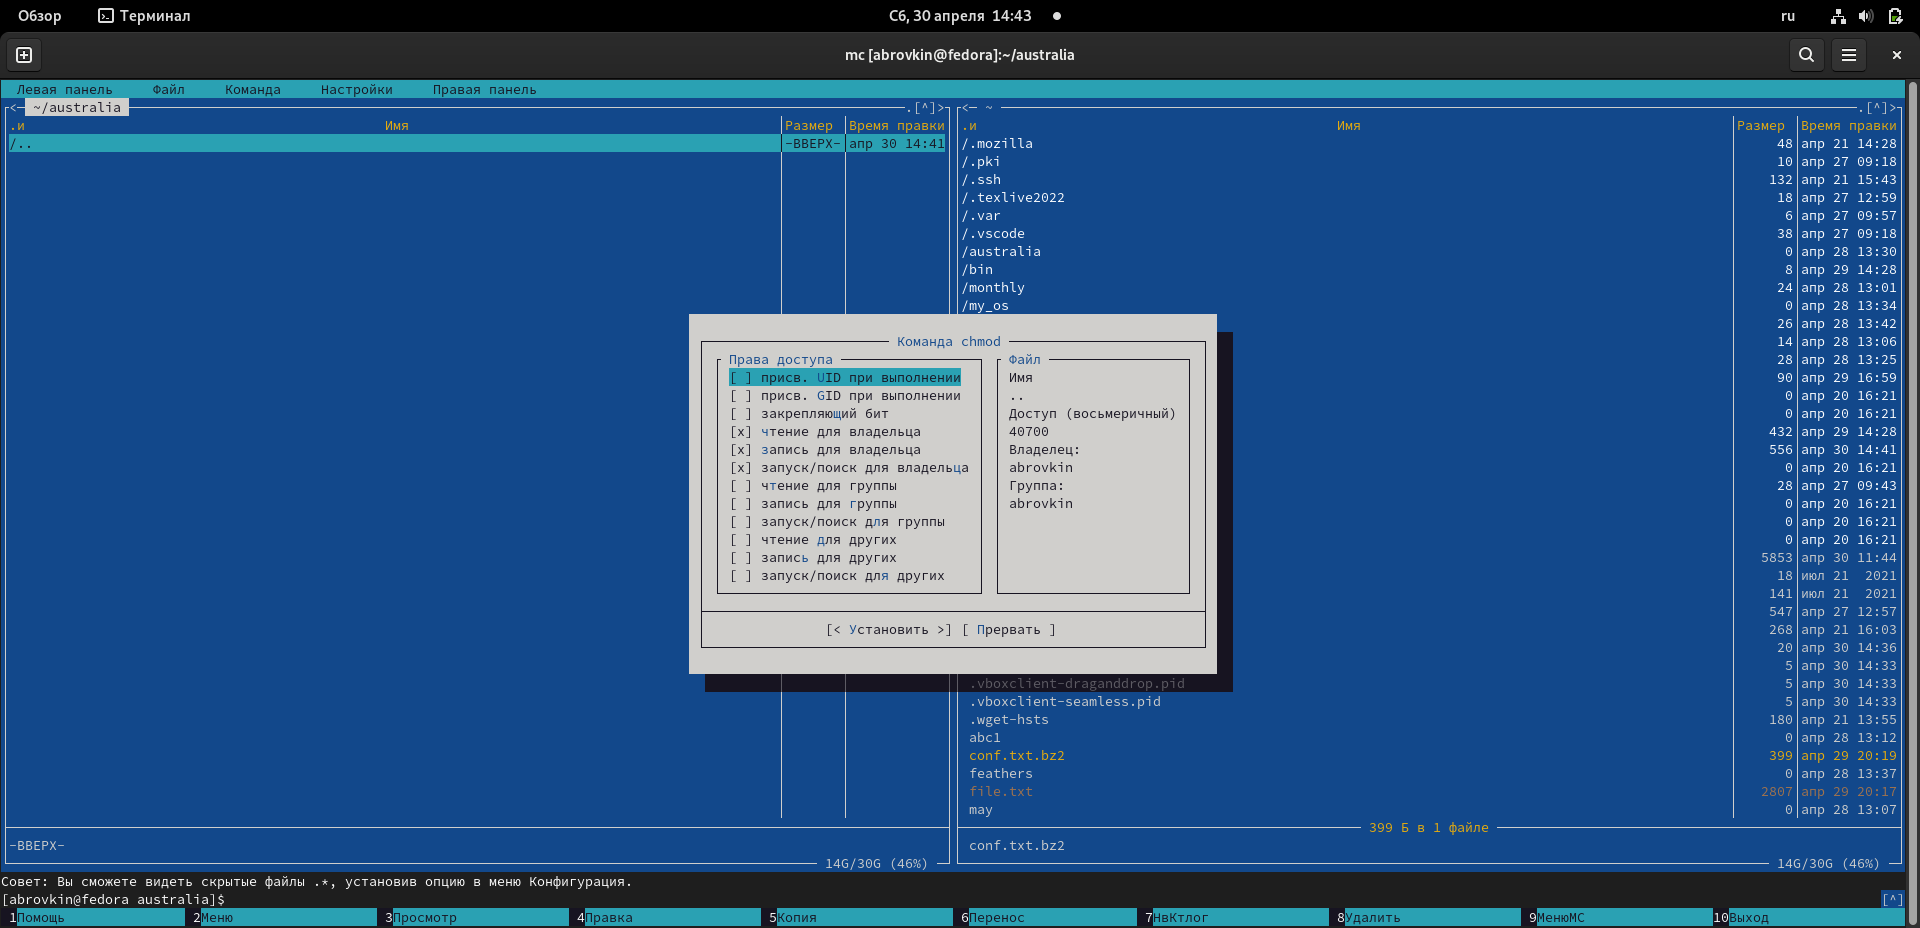 Обзор Терминал Сб, 30 апреля 14:43 ru
mc [abrovkin@fedora]:~/australia
Левая панель Файл Команда Настройки Правая панель
<─ ~/australia .[^]> <─ ~ .[^]>
.и Имя Размер Время правки .и Имя Размер Время правки
/.. -ВВЕРХ- апр 30 14:41 /.mozilla 48 апр 21 14:28
/.pki 10 апр 27 09:18
/.ssh 132 апр 21 15:43
/.texlive2022 18 апр 27 12:59
/.var 6 апр 27 09:57
/.vscode 38 апр 27 09:18
/australia 0 апр 28 13:30
/bin 8 апр 29 14:28
/monthly 24 апр 28 13:01
/my_os 0 апр 28 13:34
26 апр 28 13:42
14 апр 28 13:06
28 апр 28 13:25
90 апр 29 16:59
0 апр 20 16:21
0 апр 20 16:21
432 апр 29 14:28
556 апр 30 14:41
0 апр 20 16:21
28 апр 27 09:43
0 апр 20 16:21
0 апр 20 16:21
0 апр 20 16:21
5853 апр 30 11:44
18 июл 21 2021
141 июл 21 2021
547 апр 27 12:57
268 апр 21 16:03
20 апр 30 14:36
5 апр 30 14:33
.vboxclient-draganddrop.pid 5 апр 30 14:33
.vboxclient-seamless.pid 5 апр 30 14:33
.wget-hsts 180 апр 21 13:55
abc1 0 апр 28 13:12
conf.txt.bz2 399 апр 29 20:19
feathers 0 апр 28 13:37
file.txt 2807 апр 29 20:17
may 0 апр 28 13:07
399 Б в 1 файле
-ВВЕРХ- conf.txt.bz2
14G/30G (46%) 14G/30G (46%)
Команда chmod
Права доступа
[ ] присв. UID при выполнении
[ ] присв. GID при выполнении
[ ] закрепляющий бит
[x] чтение для владельца
[x] запись для владельца
[x] запуск/поиск для владельца
[ ] чтение для группы
[ ] запись для группы
[ ] запуск/поиск для группы
[ ] чтение для других
[ ] запись для других
[ ] запуск/поиск для других
Файл
Имя
..
Доступ (восьмеричный)
40700
Владелец:
abrovkin
Группа:
abrovkin
[< Установить >] [ Прервать ]
Совет: Вы сможете видеть скрытые файлы .*, установив опцию в меню Конфигурация.
[abrovkin@fedora australia]$ [^]
1Помощь 2Меню 3Просмотр 4Правка 5Копия 6Перенос 7НвКтлог 8Удалить 9МенюMC 10Выход